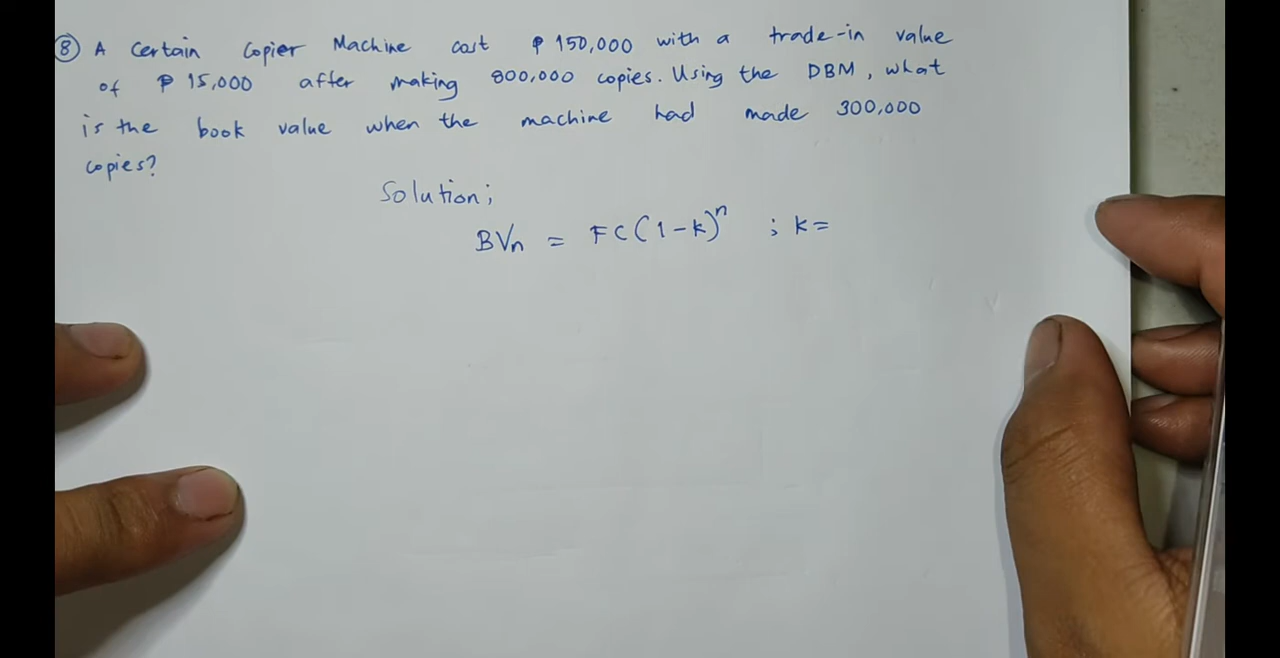 ⑧ A Certain Copier Machine cost ₱ 150,000 with a trade-in value
of ₱ 15,000 after making 800,000 copies. Using the DBM, what
is the book value when the machine had made 300,000
copies?
Solution;
BVn = FC(1-k)^n ; k=